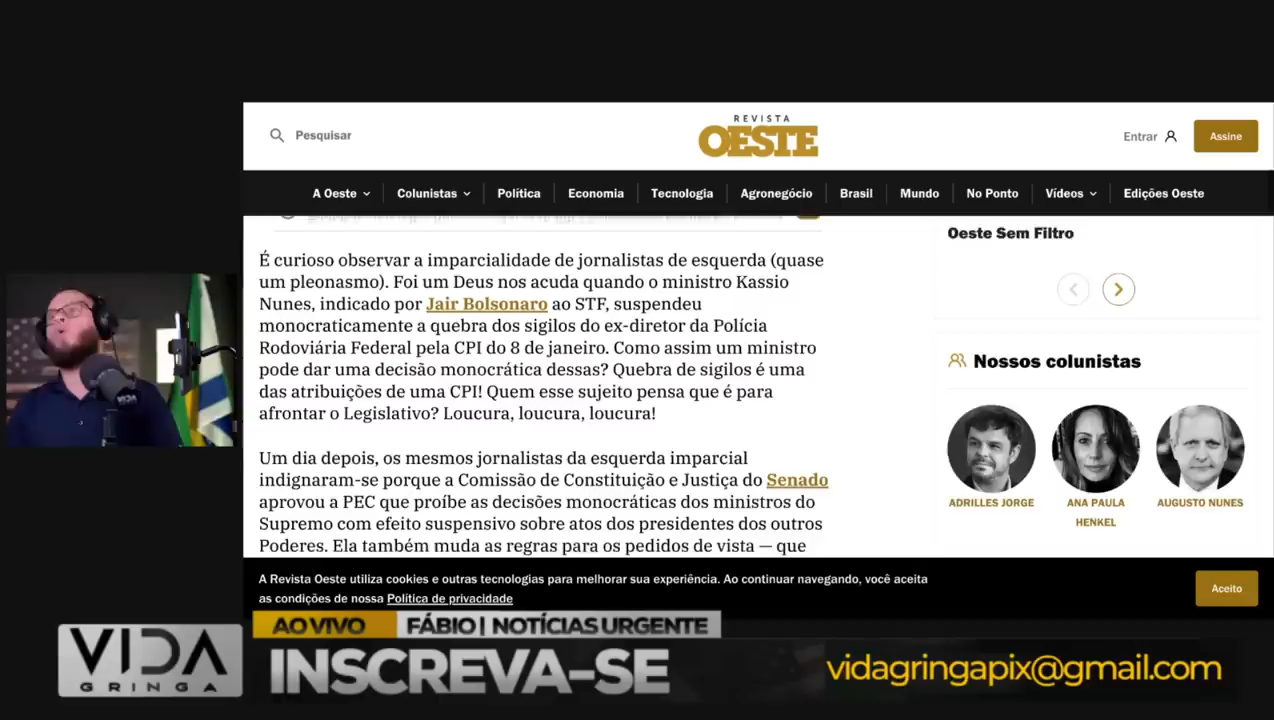 Pesquisar
REVISTA
OESTE
Entrar
Assine
A Oeste
Colunistas
Política
Economia
Tecnologia
Agronegócio
Brasil
Mundo
No Ponto
Vídeos
Edições Oeste
É curioso observar a imparcialidade de jornalistas de esquerda (quase
um pleonasmo). Foi um Deus nos acuda quando o ministro Kassio
Nunes, indicado por Jair Bolsonaro ao STF, suspendeu
monocraticamente a quebra dos sigilos do ex-diretor da Polícia
Rodoviária Federal pela CPI do 8 de janeiro. Como assim um ministro
pode dar uma decisão monocrática dessas? Quebra de sigilos é uma
das atribuições de uma CPI! Quem esse sujeito pensa que é para
afrontar o Legislativo? Loucura, loucura, loucura!
Um dia depois, os mesmos jornalistas da esquerda imparcial
indignaram-se porque a Comissão de Constituição e Justiça do Senado
aprovou a PEC que proíbe as decisões monocráticas dos ministros do
Supremo com efeito suspensivo sobre atos dos presidentes dos outros
Poderes. Ela também muda as regras para os pedidos de vista — que
Oeste Sem Filtro
Nossos colunistas
ADRILLES JORGE
ANA PAULA
HENKEL
AUGUSTO NUNES
A Revista Oeste utiliza cookies e outras tecnologias para melhorar sua experiência. Ao continuar navegando, você aceita
as condições de nossa Política de privacidade
Aceito
AO VIVO
FÁBIO | NOTÍCIAS URGENTE
VIDA
GRINGA
INSCREVA-SE
vidagringapix@gmail.com